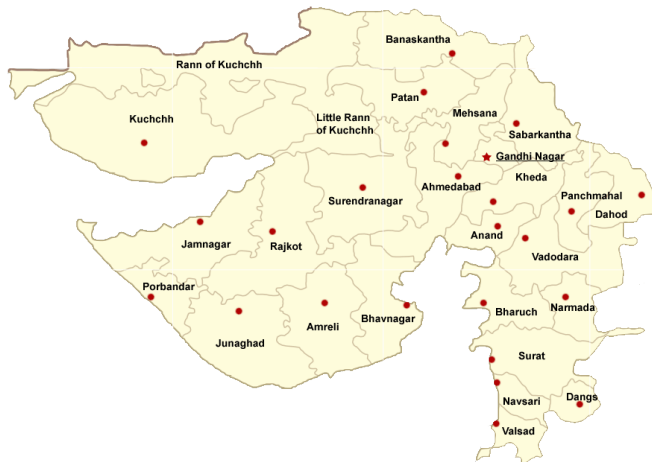 Banaskantha
Rann of Kuchchh
Patan
Mehsana
Kuchchh
Little Rann
of Kuchchh
Sabarkantha
Gandhi Nagar
Kheda
Ahmedabad
Surendranagar
Panchmahal
Dahod
Anand
Jamnagar
Rajkot
Vadodara
Porbandar
Bharuch
Narmada
Bhavnagar
Amreli
Junaghad
Surat
Navsari
Dangs
Valsad